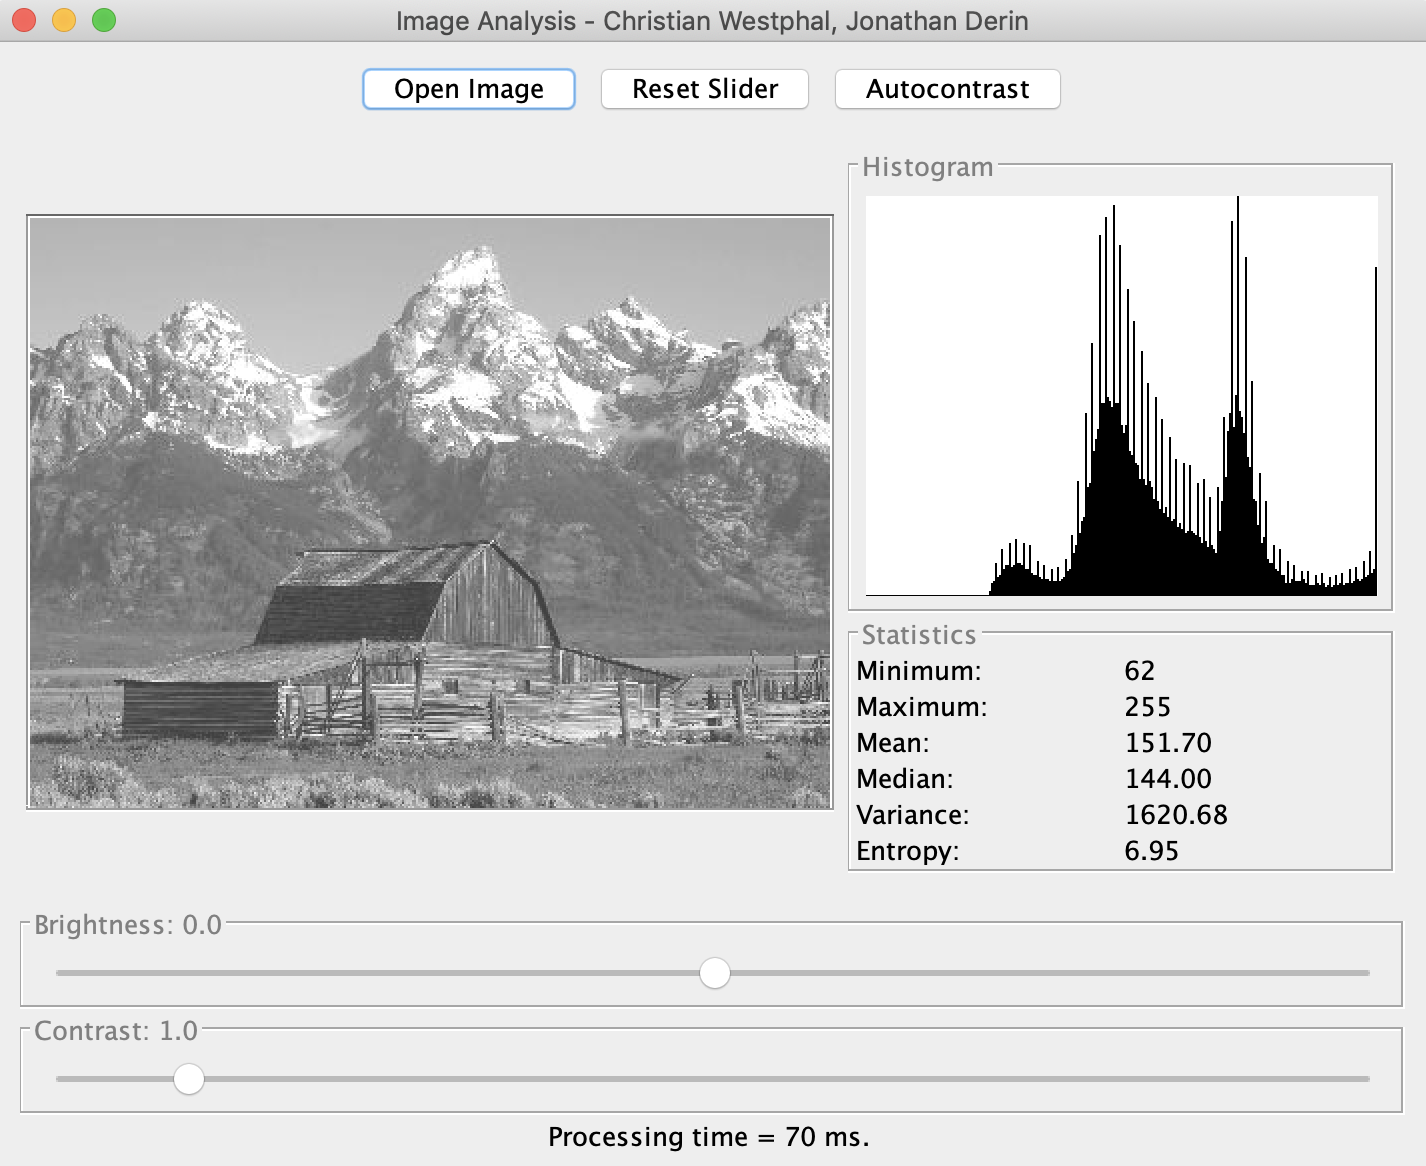 Image Analysis - Christian Westphal, Jonathan Derin
Open Image
Reset Slider
Autocontrast
Histogram
Statistics
Minimum: 62
Maximum: 255
Mean: 151.70
Median: 144.00
Variance: 1620.68
Entropy: 6.95
Brightness: 0.0
Contrast: 1.0
Processing time = 70 ms.